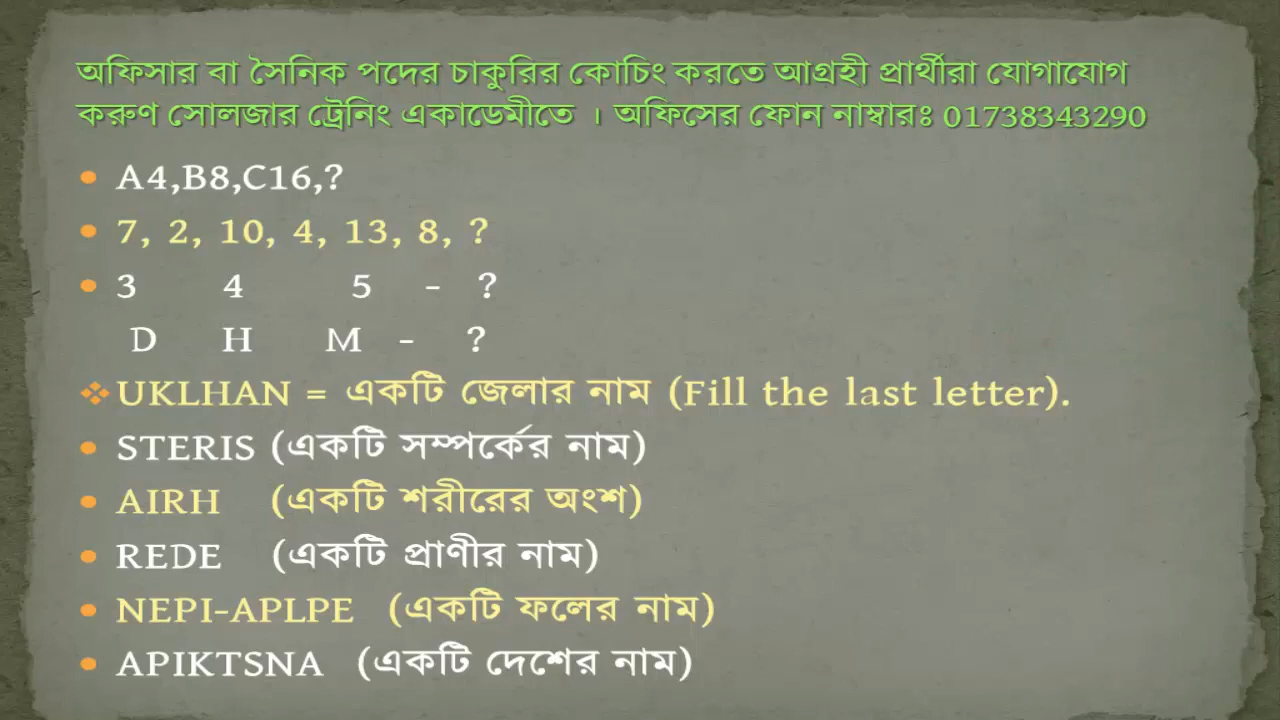 অফিসার বা সৈনিক পদের চাকুরির কোচিং করতে আগ্রহী প্রার্থীরা যোগাযোগ
করুণ সোলজার ট্রেনিং একাডেমীতে । অফিসের ফোন নাম্বারঃ 01738343290
A4,B8,C16,?
7, 2, 10, 4, 13, 8, ?
3 4 5 - ?
D H M - ?
UKLHAN = একটি জেলার নাম (Fill the last letter).
STERIS (একটি সম্পর্কের নাম)
AIRH (একটি শরীরের অংশ)
REDE (একটি প্রাণীর নাম)
NEPI-APLPE (একটি ফলের নাম)
APIKTSNA (একটি দেশের নাম)